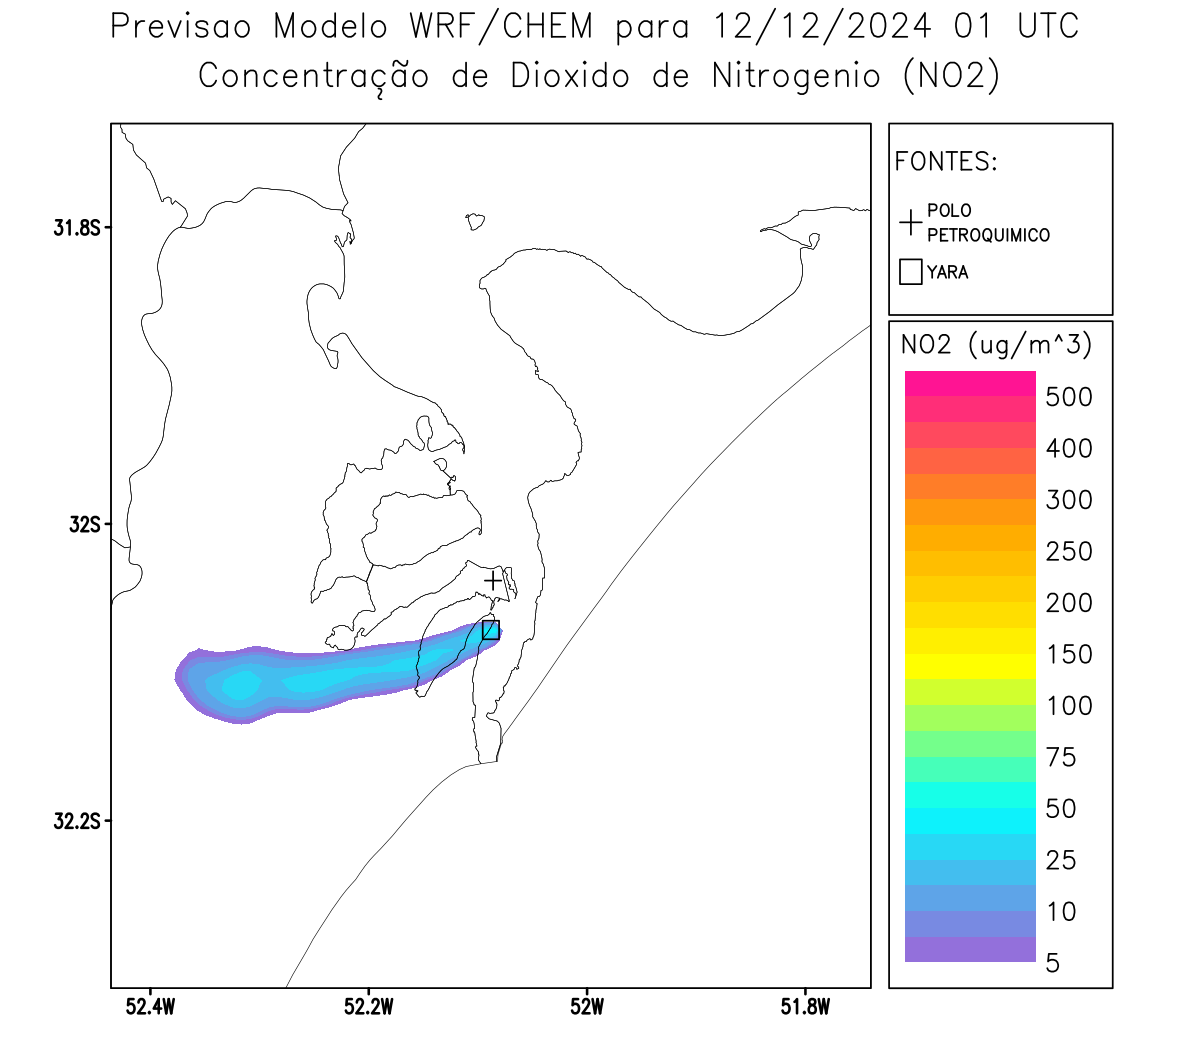 Previsao Modelo WRF/CHEM para 12/12/2024 01 UTC
Concentração de Dioxido de Nitrogenio (NO2)
FONTES:
POLO
PETROQUIMICO
YARA
NO2 (ug/m^3)
500
400
300
250
200
150
100
75
50
25
10
5
31.8S
32S
32.2S
52.4W 52.2W 52W 51.8W